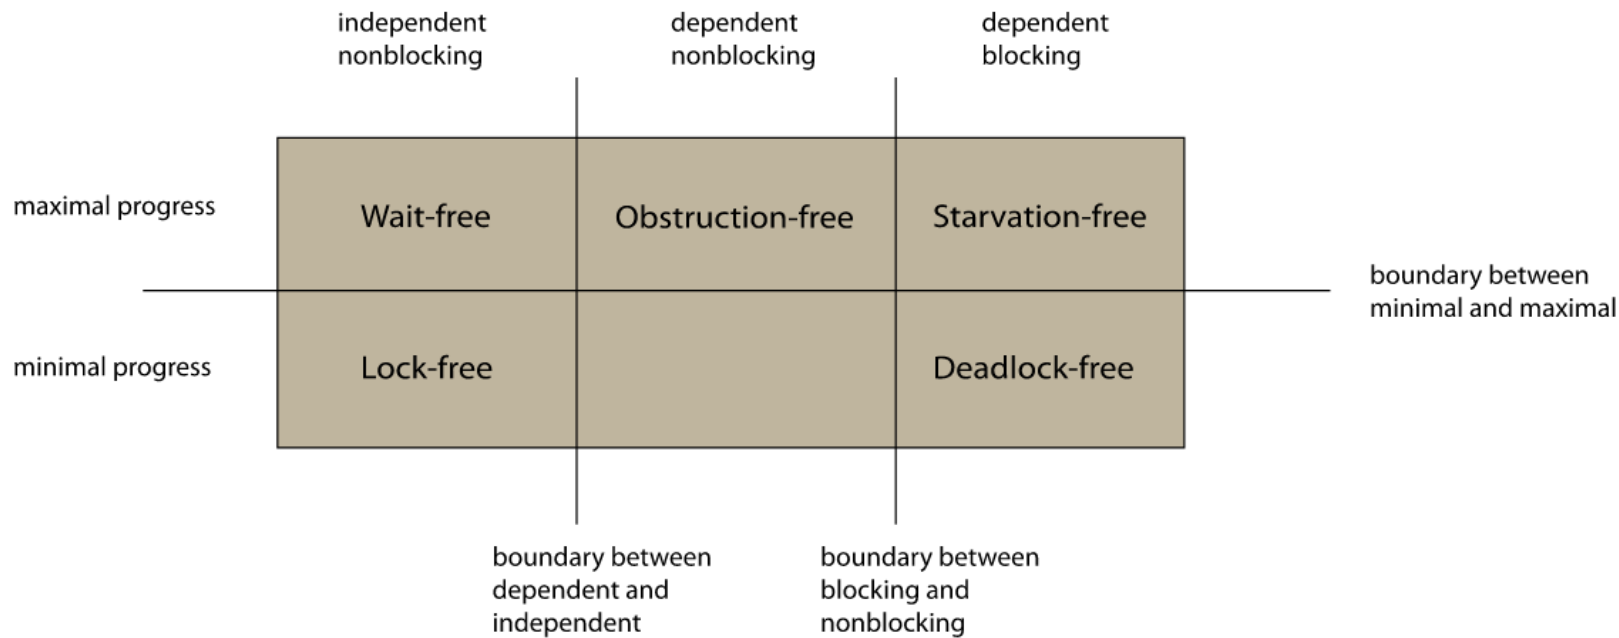 independent
nonblocking
dependent
nonblocking
dependent
blocking
maximal progress
Wait-free
Obstruction-free
Starvation-free
boundary between
minimal and maximal
minimal progress
Lock-free
Deadlock-free
boundary between
dependent and
independent
boundary between
blocking and
nonblocking